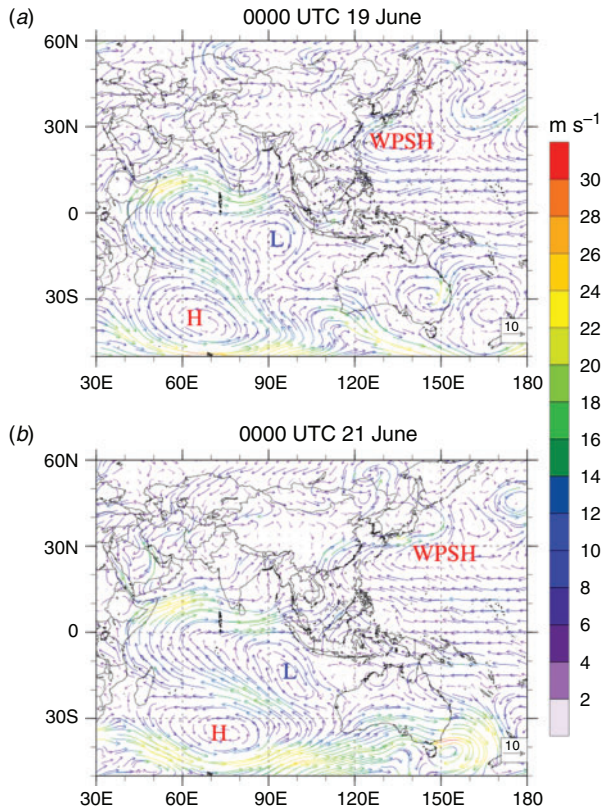 (a) 0000 UTC 19 June
60N
30N
0
30S
30E 60E 90E 120E 150E 180
WPSH
L
H
10
m s⁻¹
30
28
26
24
22
20
18
16
14
12
10
8
6
4
2
(b) 0000 UTC 21 June
60N
30N
0
30S
30E 60E 90E 120E 150E 180
WPSH
L
H
10